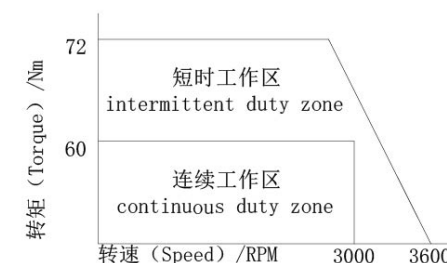 72
短时工作区
intermittent duty zone
60
连续工作区
continuous duty zone
转矩（Torque）/Nm
转速（Speed）/RPM
3000
3600